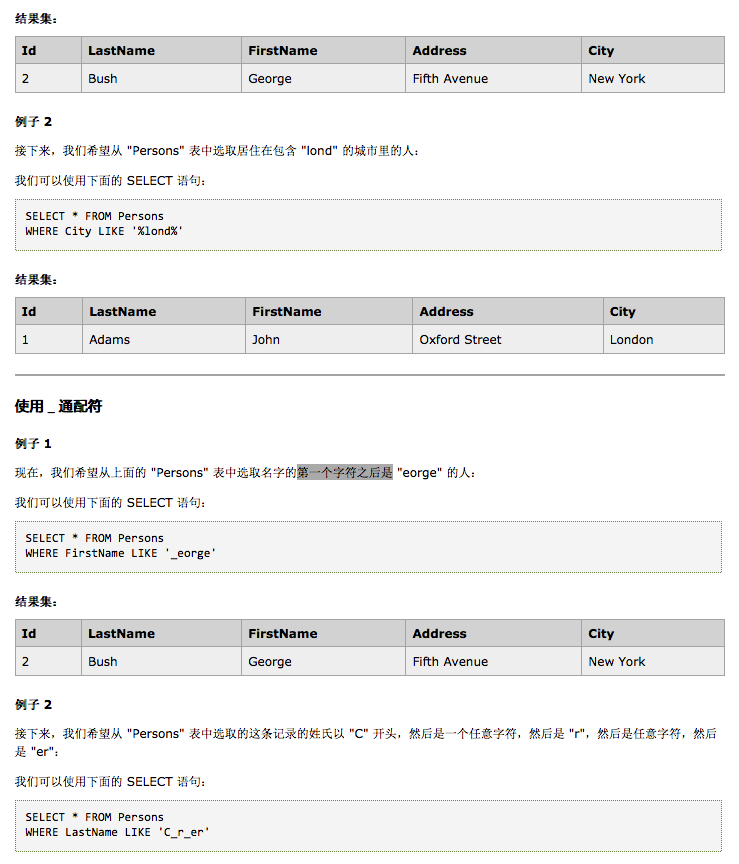 结果集：
Id LastName FirstName Address City
2 Bush George Fifth Avenue New York
例子 2
接下来，我们希望从 "Persons" 表中选取居住在包含 "lond" 的城市里的人：
我们可以使用下面的 SELECT 语句：
SELECT * FROM Persons
WHERE City LIKE '%lond%'
结果集：
Id LastName FirstName Address City
1 Adams John Oxford Street London
使用 _ 通配符
例子 1
现在，我们希望从上面的 "Persons" 表中选取名字的第一个字符之后是 "eorge" 的人：
我们可以使用下面的 SELECT 语句：
SELECT * FROM Persons
WHERE FirstName LIKE '_eorge'
结果集：
Id LastName FirstName Address City
2 Bush George Fifth Avenue New York
例子 2
接下来，我们希望从 "Persons" 表中选取的这条记录的姓氏以 "C" 开头，然后是一个任意字符，然后是 "r"，然后是任意字符，然后
是 "er"：
我们可以使用下面的 SELECT 语句：
SELECT * FROM Persons
WHERE LastName LIKE 'C_r_er'